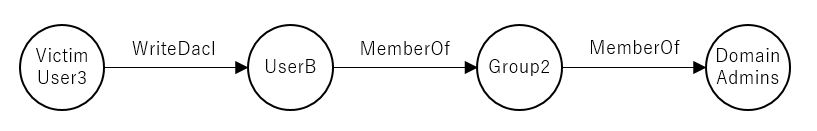 Victim
User3
WriteDacl
UserB
MemberOf
Group2
MemberOf
Domain
Admins